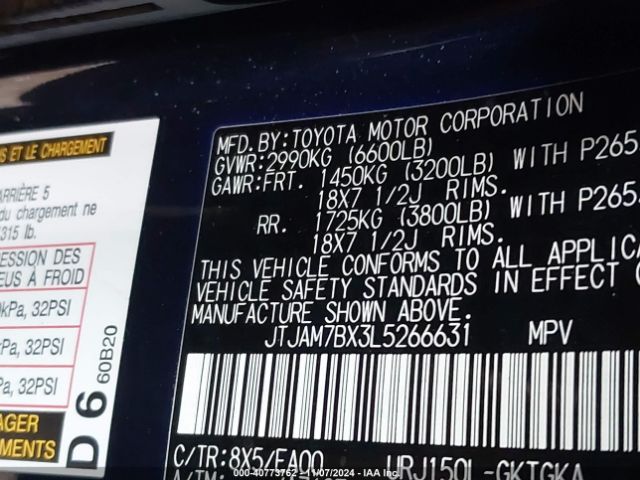 S ET LE CHARGEMENT
ARRIÈRE 5
du chargement ne
315 lb.
ESSION DES
EUS À FROID
kPa, 32PSI
kPa, 32PSI
Pa, 32PSI
AGER
EMENTS
D 6 60B20
MFD. BY: TOYOTA MOTOR CORPORATION
GVWR: 2990KG (6600LB)
GAWR: FRT. 1450KG (3200LB) WITH P265
18X7 1/2J RIMS.
RR. 1725KG (3800LB) WITH P265
18X7 1/2J RIMS.
THIS VEHICLE CONFORMS TO ALL APPLICA
VEHICLE SAFETY STANDARDS IN EFFECT
MANUFACTURE SHOWN ABOVE.
JTJAM7BX3L5266631 MPV
C/TR: 8X5/EA00 URJ150L-GKTGKA
A/TM:
000-40773762 - 11/07/2024 - IAA Inc.